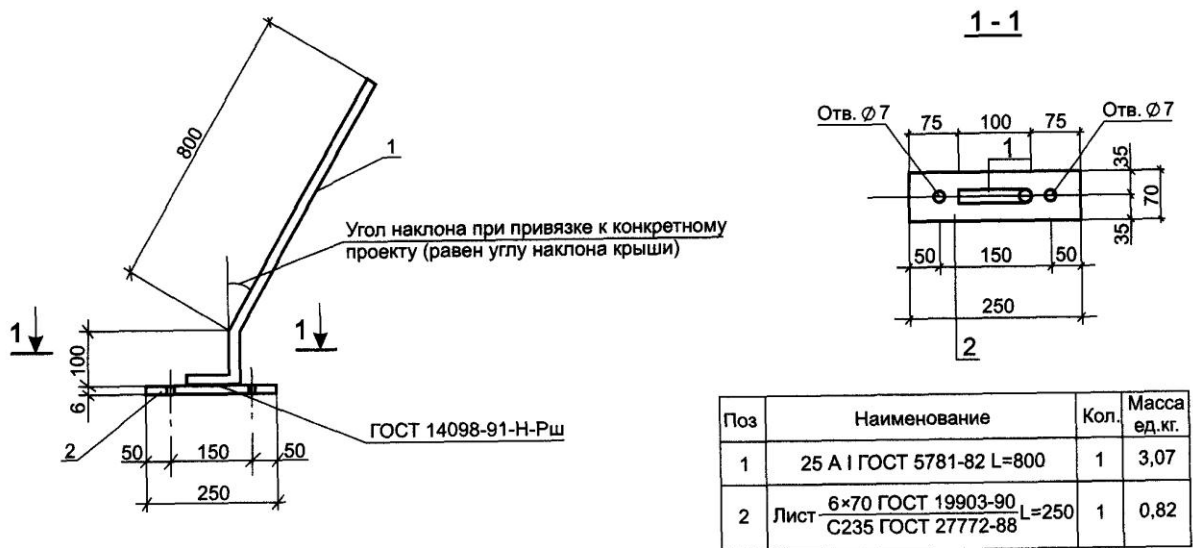 800
1
Угол наклона при привязке к конкретному
проекту (равен углу наклона крыши)
1
1
100
6
2
ГОСТ 14098-91-Н-Рш
50
150
50
250
1 - 1
Отв. ∅ 7
75
100
75
Отв. ∅ 7
1
35
70
35
50
150
50
250
2
Поз Наименование Кол. Масса
ед.кг.
1 25 А I ГОСТ 5781-82 L=800 1 3,07
2 Лист 6×70 ГОСТ 19903-90 L=250 1 0,82
С235 ГОСТ 27772-88